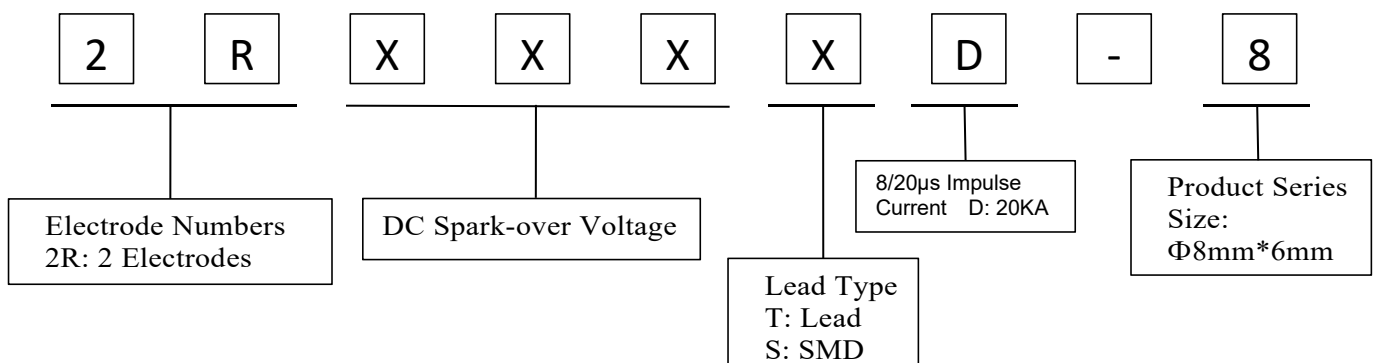 2 R X X X X D - 8
Electrode Numbers
2R: 2 Electrodes
DC Spark-over Voltage
Lead Type
T: Lead
S: SMD
8/20μs Impulse
Current D: 20KA
Product Series
Size:
Φ8mm*6mm